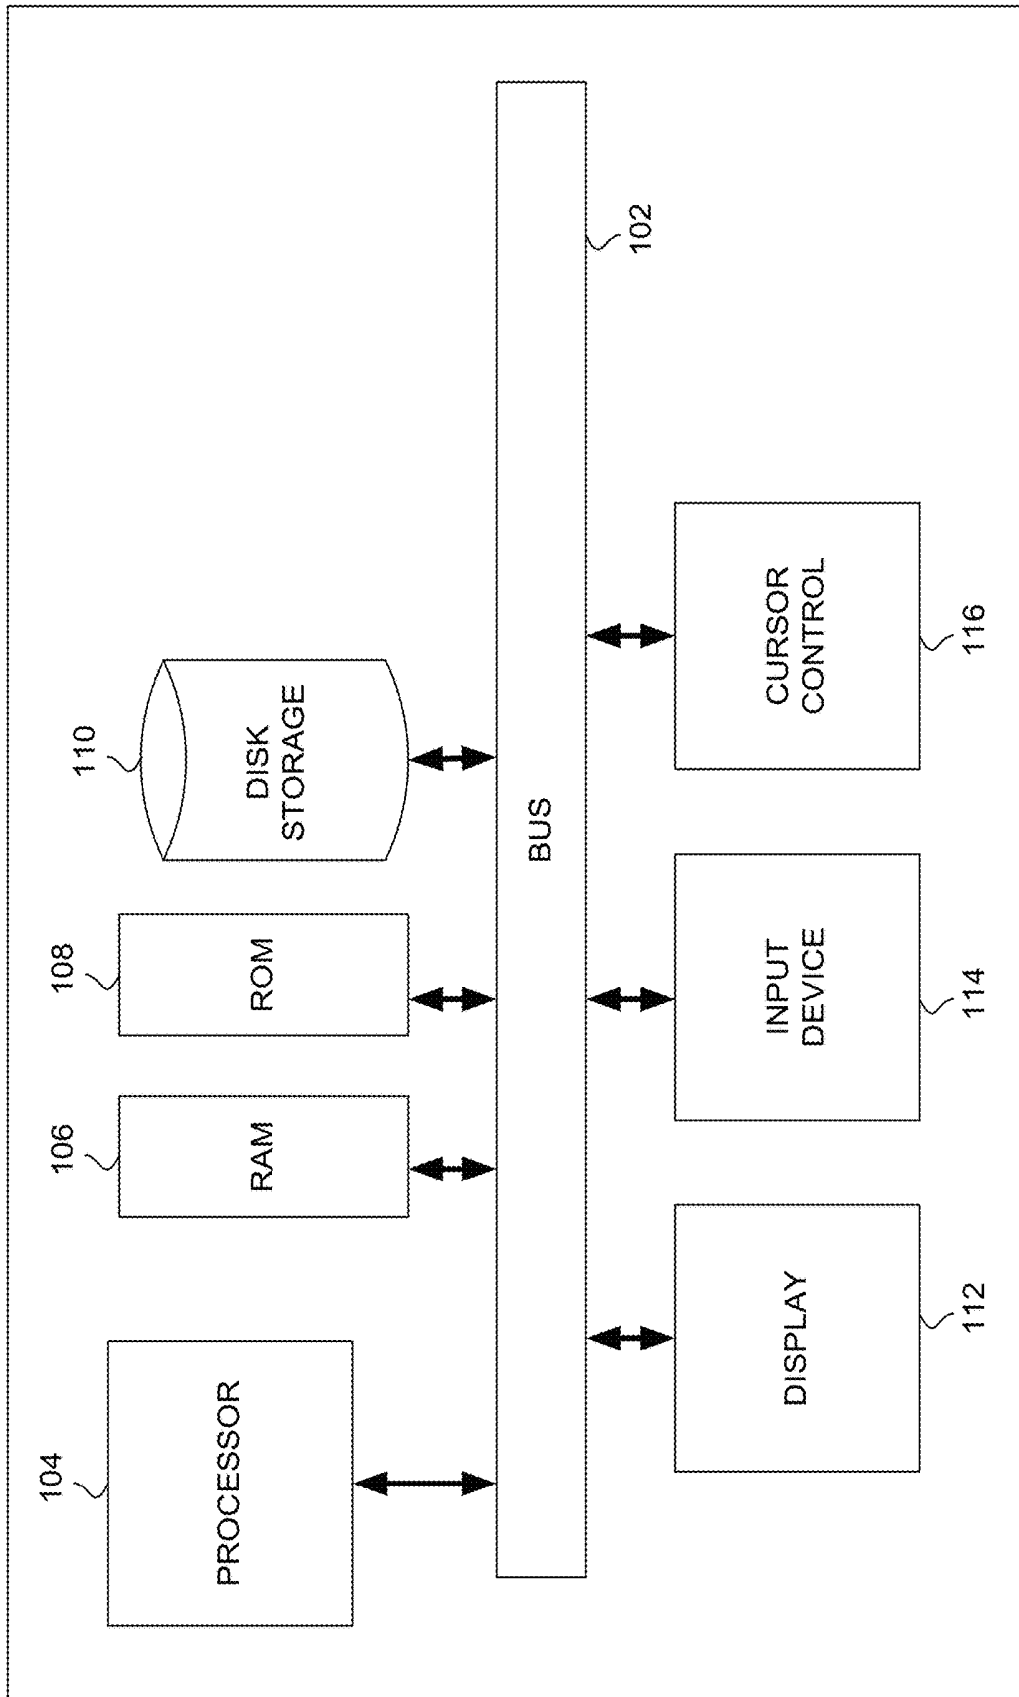 104
PROCESSOR
106
RAM
108
ROM
110
DISK
STORAGE
BUS
102
DISPLAY
112
INPUT
DEVICE
114
CURSOR
CONTROL
116